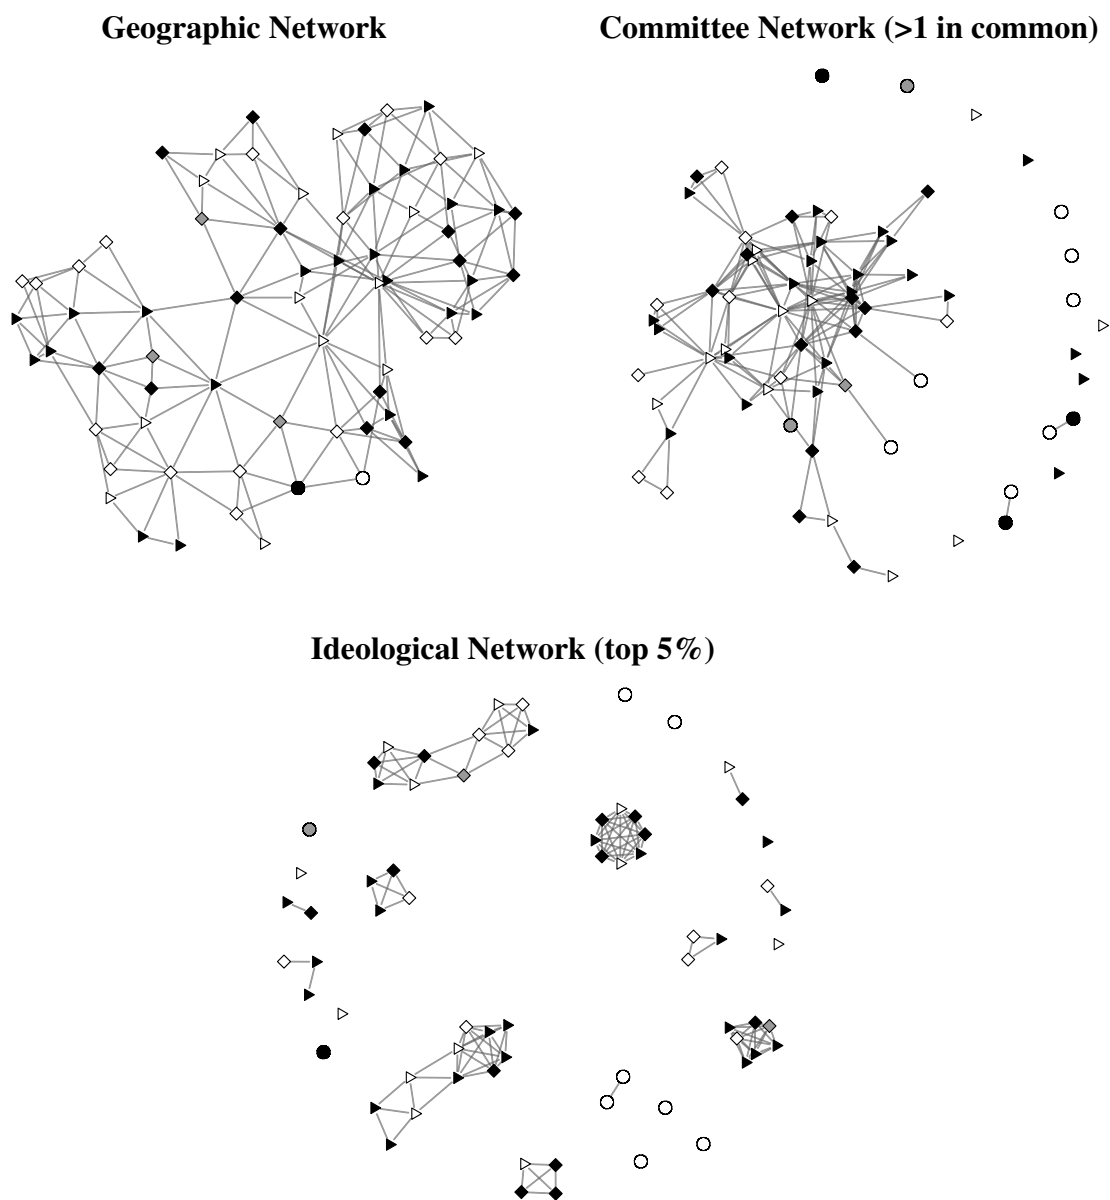 Geographic Network
Committee Network (>1 in common)
Ideological Network (top 5%)